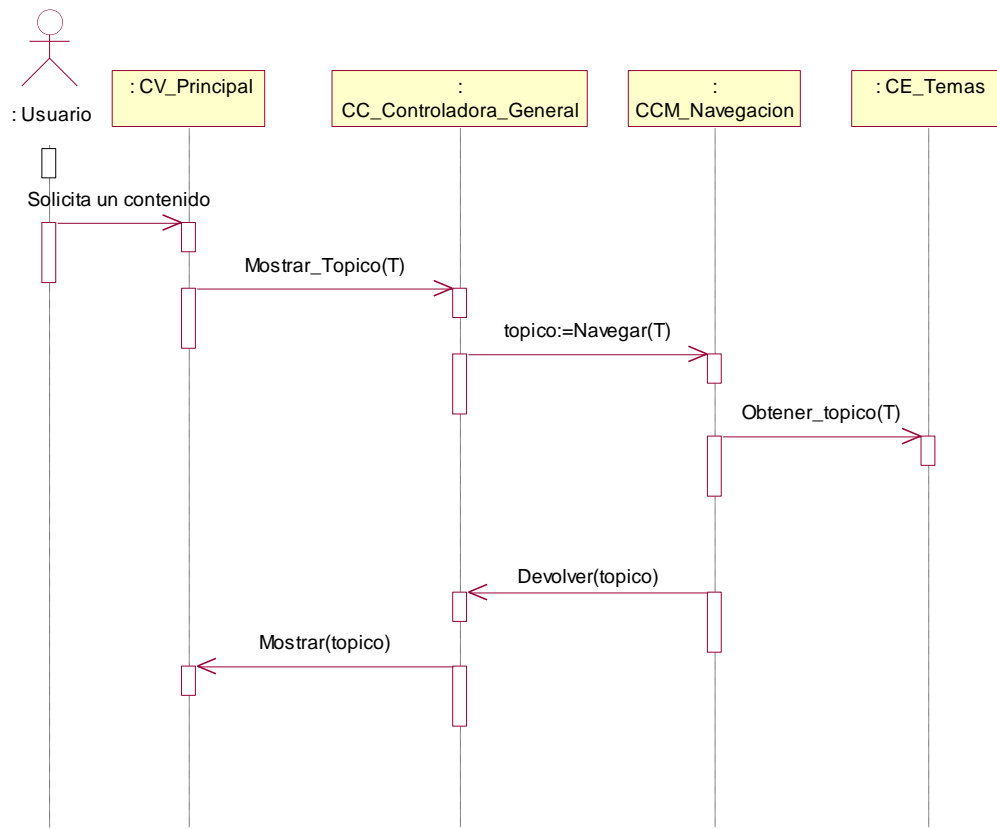 : CV_Principal
:
CC_Controladora_General
:
CCM_Navegacion
: CE_Temas
: Usuario
Solicita un contenido
Mostrar_Topico(T)
topico:=Navegar(T)
Obtener_topico(T)
Devolver(topico)
Mostrar(topico)